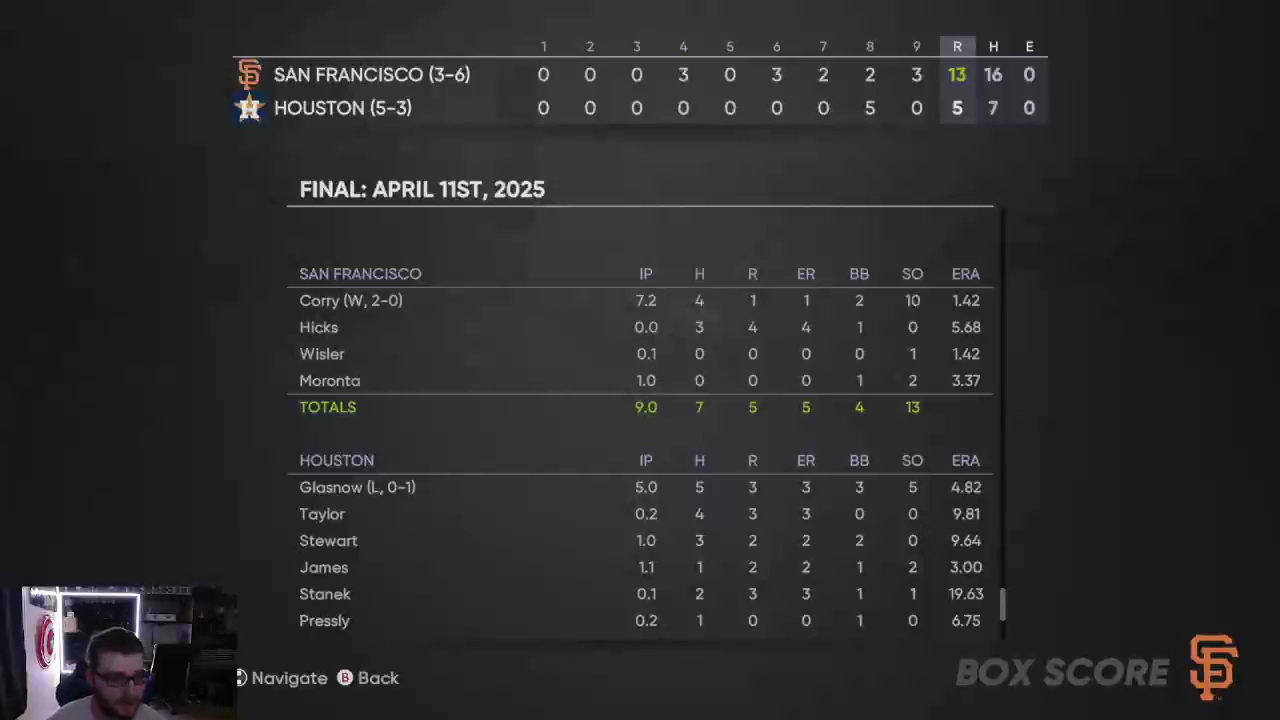 1 2 3 4 5 6 7 8 9 R H E
SAN FRANCISCO (3-6) 0 0 0 3 0 3 2 2 3 13 16 0
HOUSTON (5-3) 0 0 0 0 0 0 0 5 0 5 7 0
FINAL: APRIL 11ST, 2025
SAN FRANCISCO IP H R ER BB SO ERA
Corry (W, 2-0) 7.2 4 1 1 2 10 1.42
Hicks 0.0 3 4 4 1 0 5.68
Wisler 0.1 0 0 0 0 1 1.42
Moronta 1.0 0 0 0 1 2 3.37
TOTALS 9.0 7 5 5 4 13
HOUSTON IP H R ER BB SO ERA
Glasnow (L, 0-1) 5.0 5 3 3 3 5 4.82
Taylor 0.2 4 3 3 0 0 9.81
Stewart 1.0 3 2 2 2 0 9.64
James 1.1 1 2 2 1 2 3.00
Stanek 0.1 2 3 3 1 1 19.63
Pressly 0.2 1 0 0 1 0 6.75
Navigate B Back
BOX SCORE SF